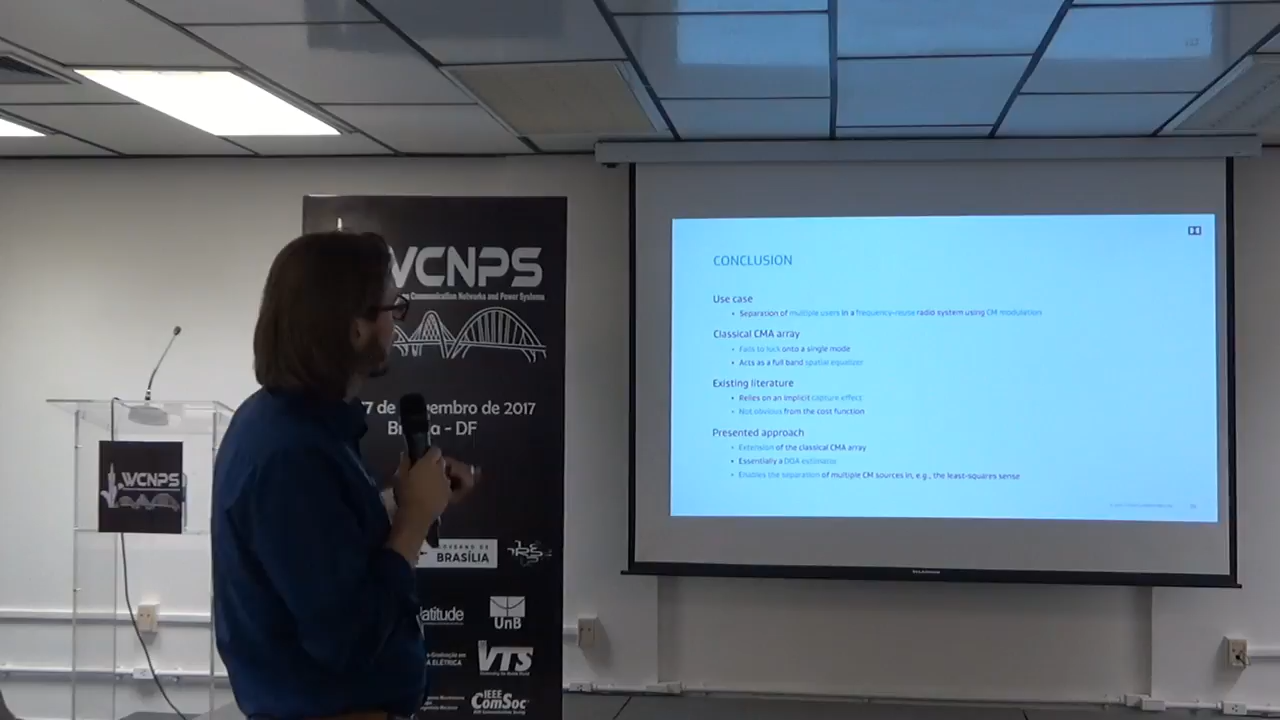 WCNPS
Communication Networks and Power Systems
7 de
embro de 2017
DF
WCNPS
BRASÍLIA
latitude
UnB
ELÉTRICA
VTS
IEEE
ComSoc
CONCLUSION
Use case
• Separation of multiple users in a frequency-reuse radio system using CM modulation
Classical CMA array
• Fails to lock onto a single mode
• Acts as a full band spatial equalizer
Existing literature
• Relies on an implicit capture effect
• Not obvious from the cost function
Presented approach
• Extension of the classical CMA array
• Essentially a DOA estimator
• Enables the separation of multiple CM sources in, e.g., the least-squares sense